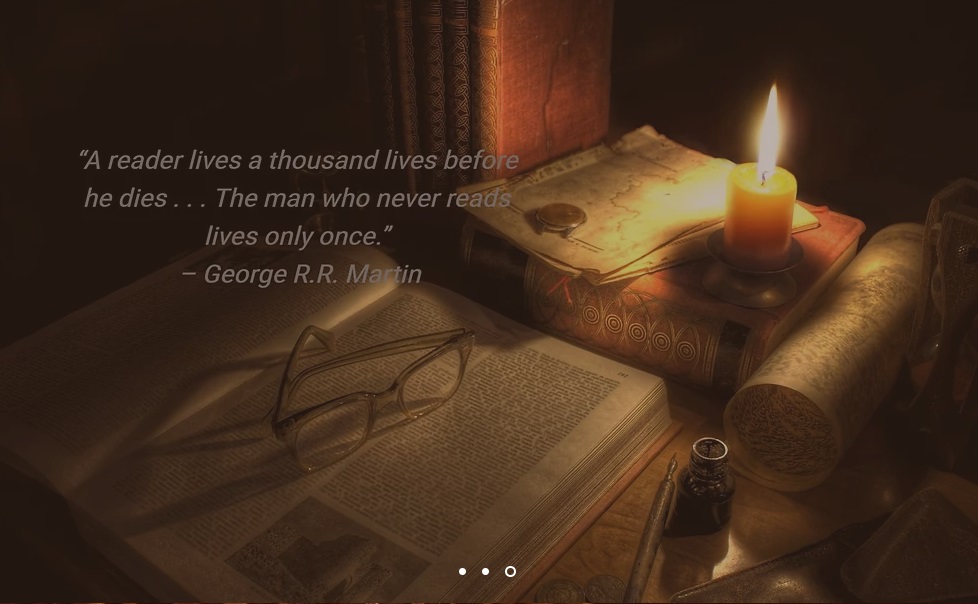 “A reader lives a thousand lives before
he dies . . . The man who never reads
lives only once.”
– George R.R. Martin